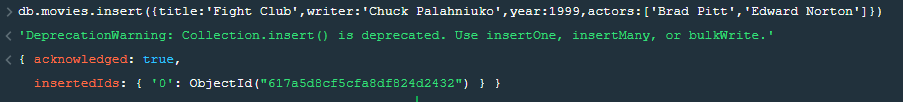 > db.movies.insert({title:'Fight Club',writer:'Chuck Palahniuko',year:1999,actors:['Brad Pitt','Edward Norton']})
< 'DeprecationWarning: Collection.insert() is deprecated. Use insertOne, insertMany, or bulkWrite.'
< { acknowledged: true,
insertedIds: { '0': ObjectId("617a5d8cf5cfa8df824d2432") } }